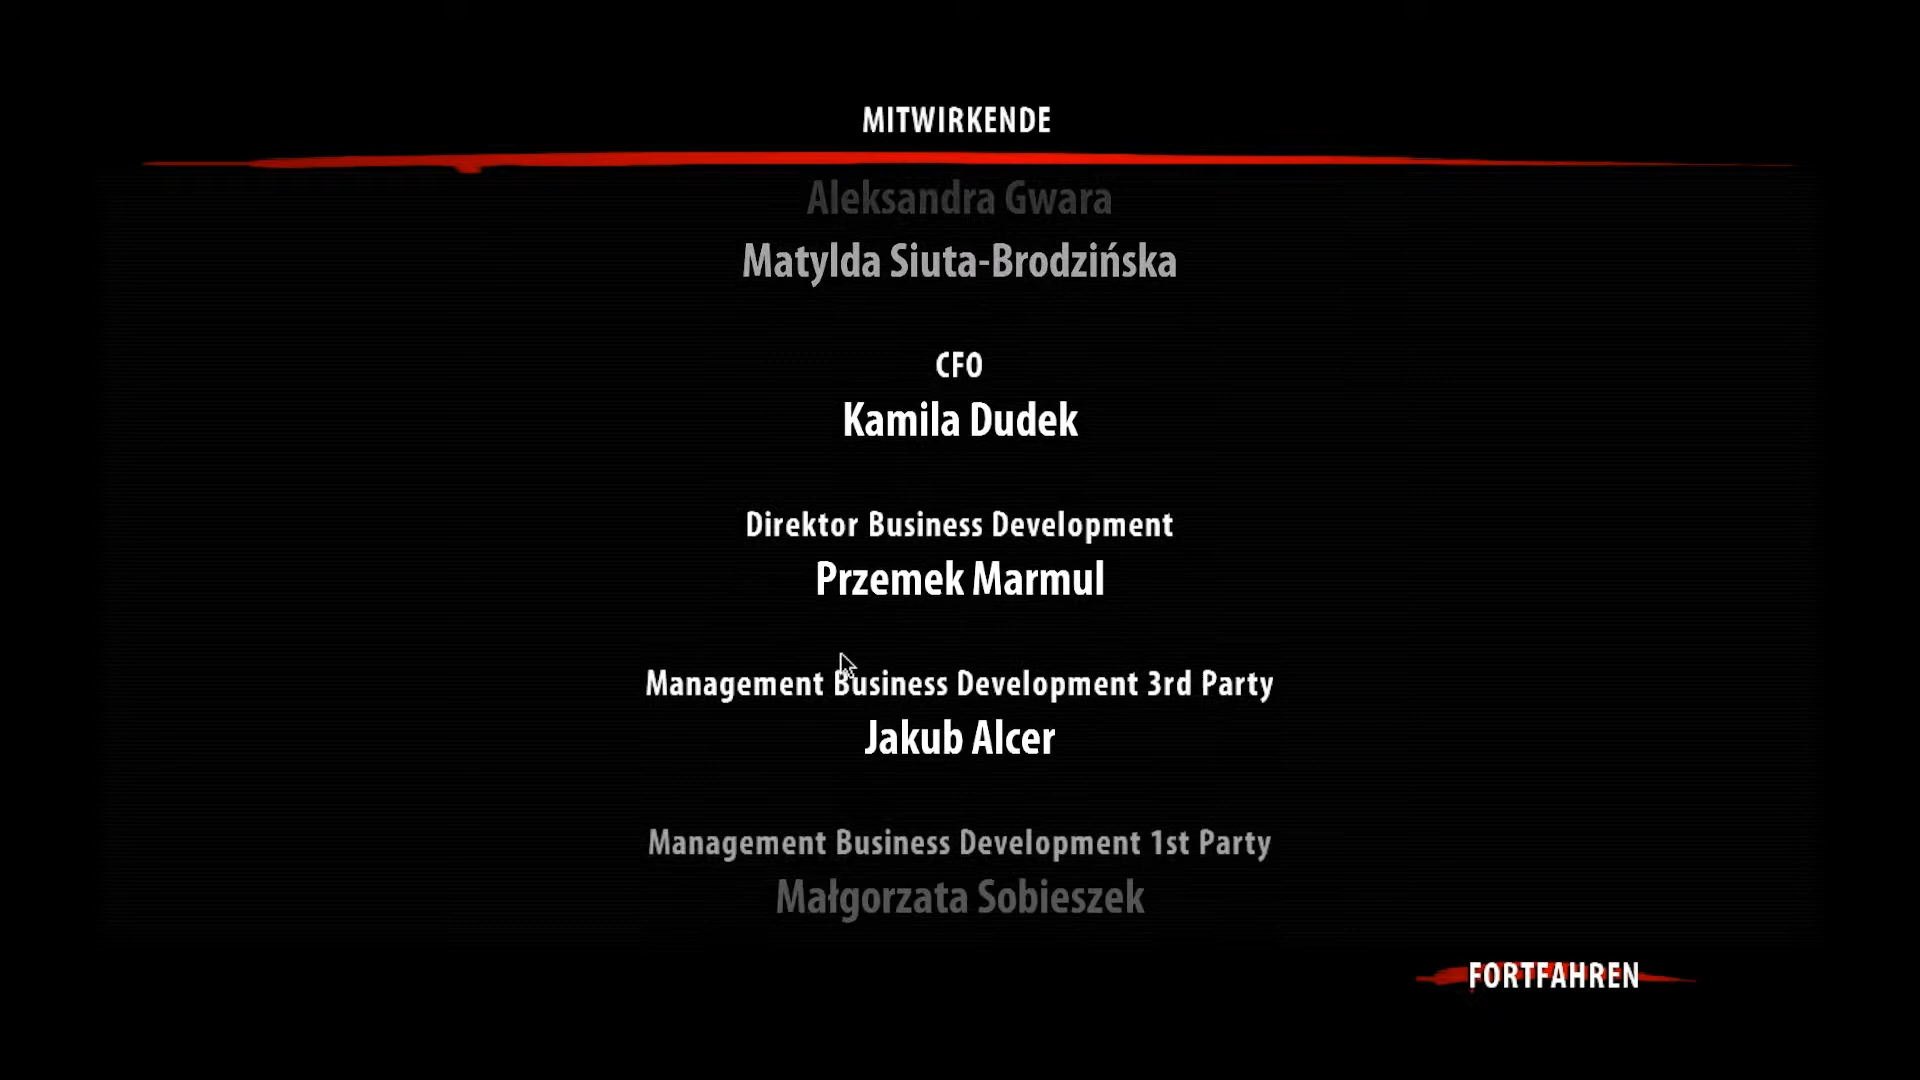 MITWIRKENDE
Aleksandra Gwara
Matylda Siuta-Brodzińska
CFO
Kamila Dudek
Direktor Business Development
Przemek Marmul
Management Business Development 3rd Party
Jakub Alcer
Management Business Development 1st Party
Małgorzata Sobieszek
FORTFAHREN